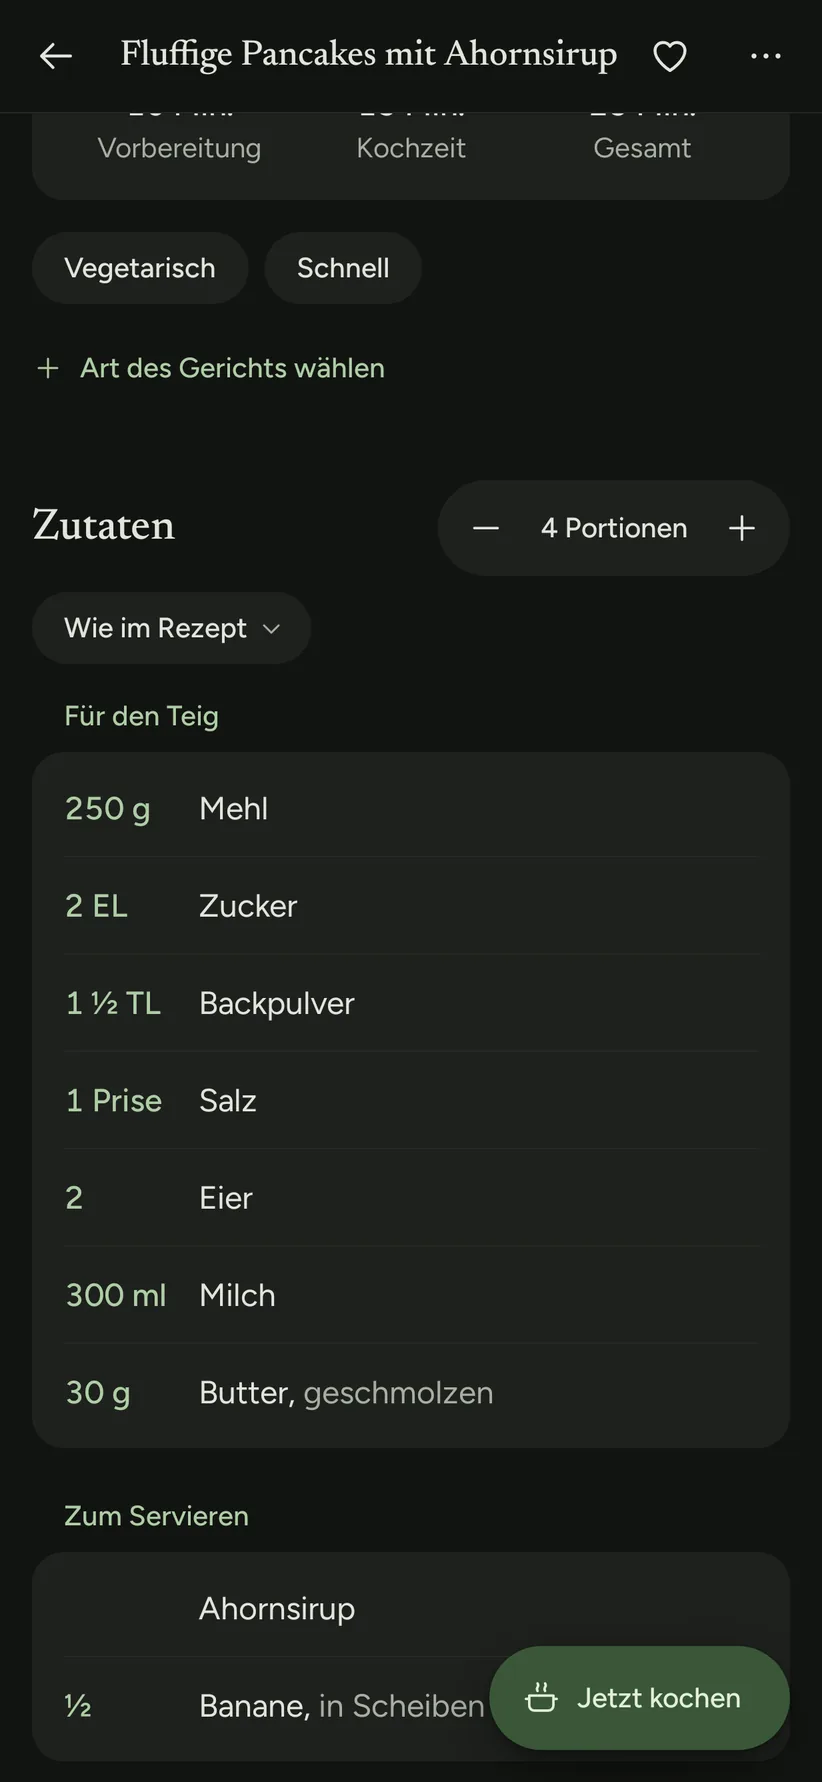 Fluffige Pancakes mit Ahornsirup
Vorbereitung Kochzeit Gesamt
Vegetarisch Schnell
+ Art des Gerichts wählen
Zutaten
− 4 Portionen +
Wie im Rezept
Für den Teig
250 g Mehl
2 EL Zucker
1 ½ TL Backpulver
1 Prise Salz
2 Eier
300 ml Milch
30 g Butter, geschmolzen
Zum Servieren
Ahornsirup
½ Banane, in Scheiben
Jetzt kochen